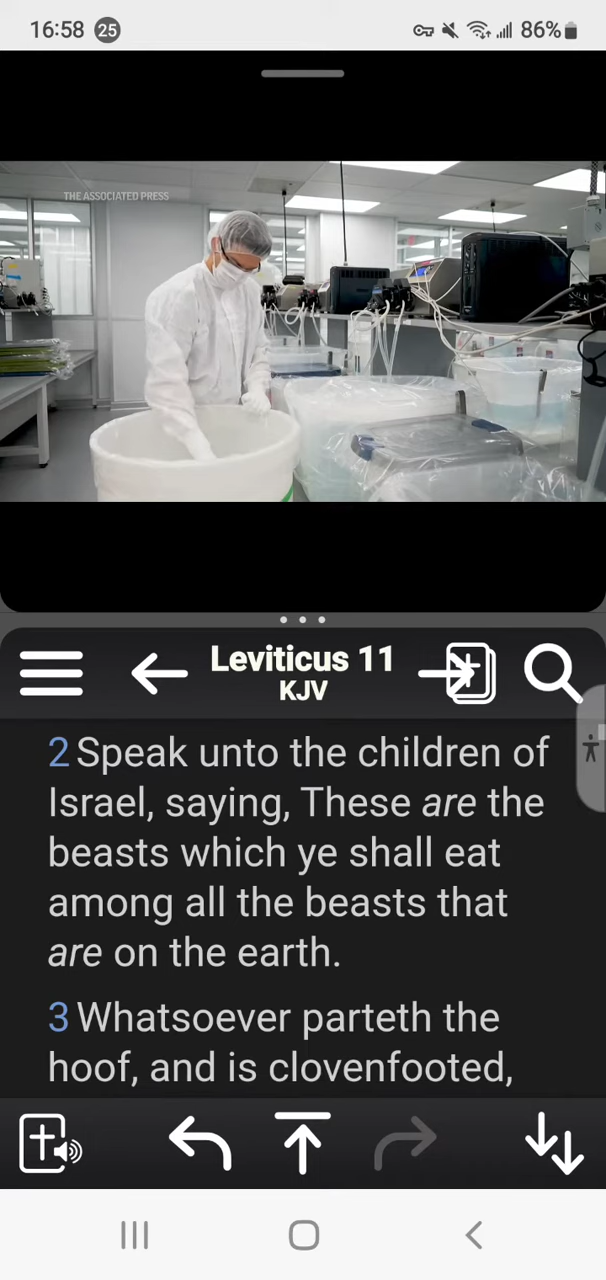 16:58 25 86%
THE ASSOCIATED PRESS
Leviticus 11
KJV
2 Speak unto the children of
Israel, saying, These are the
beasts which ye shall eat
among all the beasts that
are on the earth.
3 Whatsoever parteth the
hoof, and is clovenfooted,